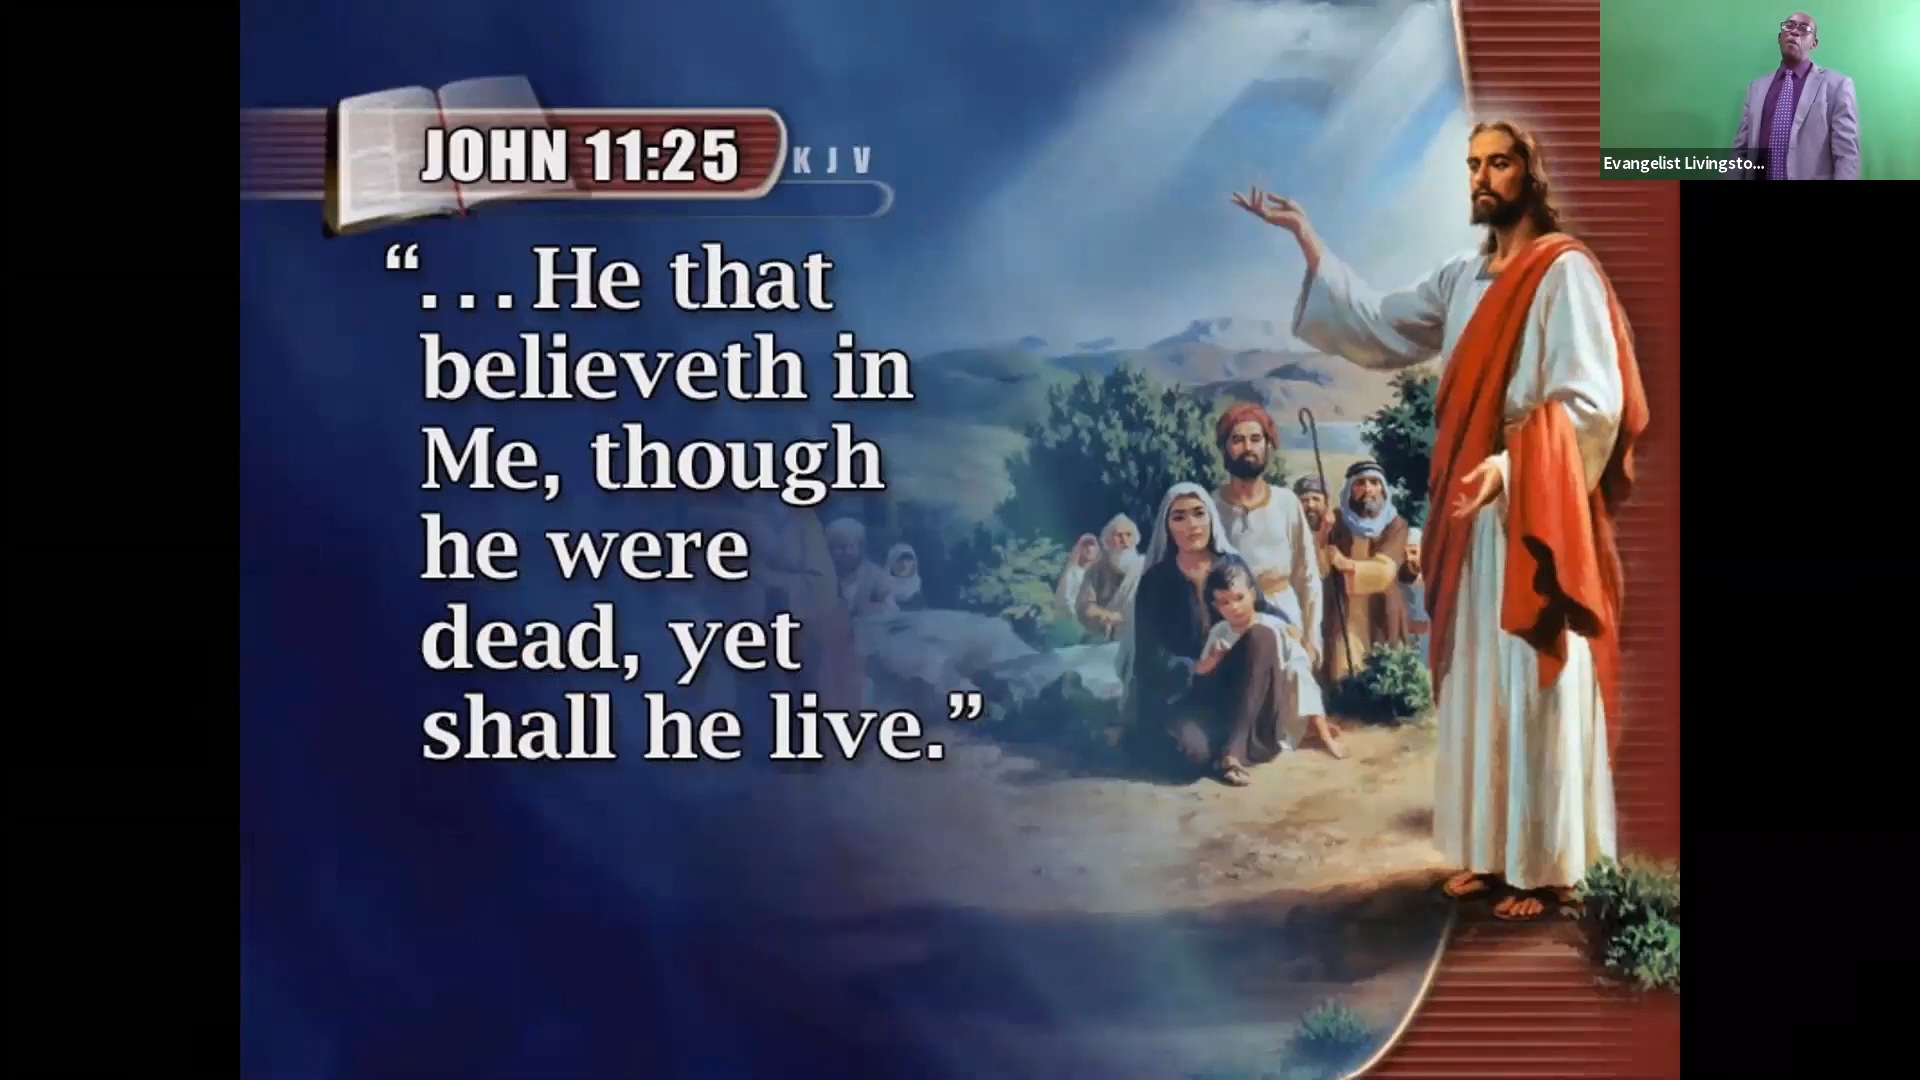 JOHN 11:25 KJV
“...He that
believeth in
Me, though
he were
dead, yet
shall he live.”
Evangelist Livingsto...